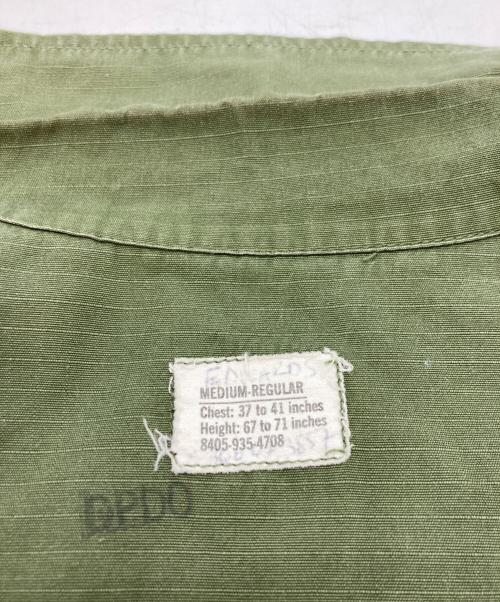 MEDIUM-REGULAR
Chest: 37 to 41 inches
Height: 67 to 71 inches
8405-935-4708
DPDO